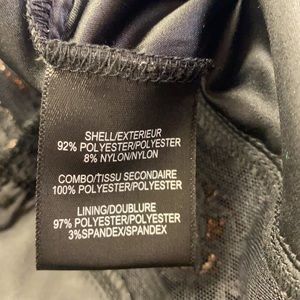 SHELL/EXTERIEUR
92% POLYESTER/POLYESTER
8% NYLON/NYLON
COMBO/TISSU SECONDAIRE
100% POLYESTER/POLYESTER
LINING/DOUBLURE
97% POLYESTER/POLYESTER
3%SPANDEX/SPANDEX